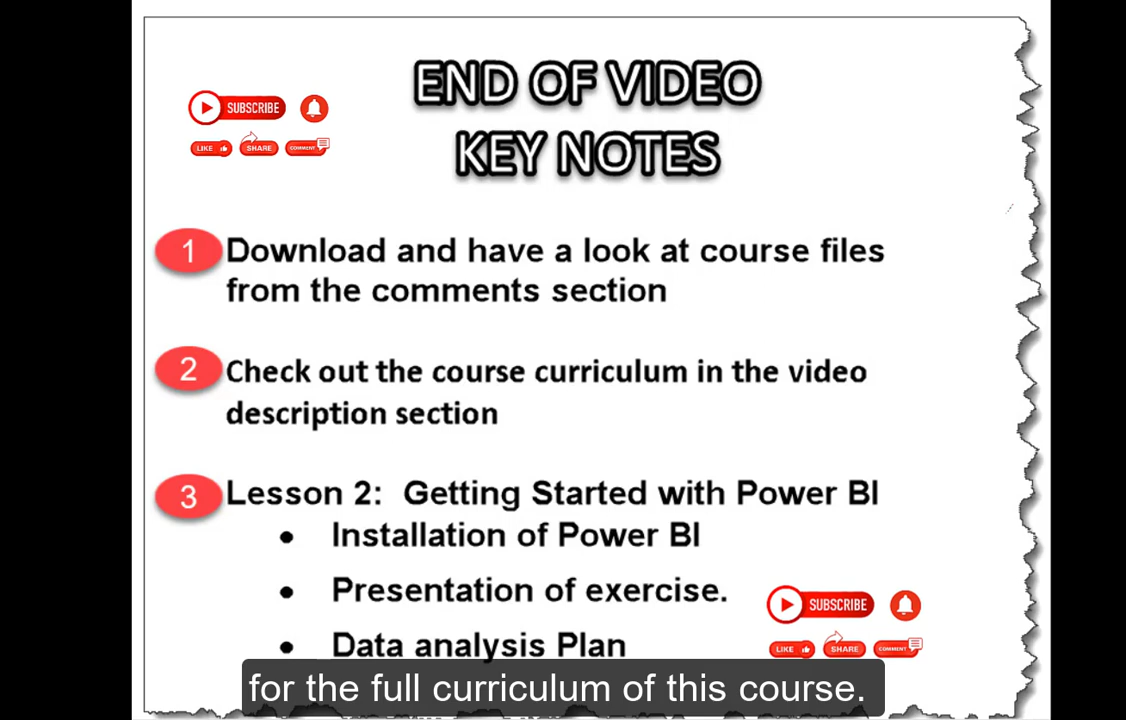 END OF VIDEO
KEY NOTES
SUBSCRIBE
LIKE SHARE COMMENT
1 Download and have a look at course files
from the comments section
2 Check out the course curriculum in the video
description section
3 Lesson 2: Getting Started with Power BI
• Installation of Power BI
• Presentation of exercise.
• Data analysis Plan
SUBSCRIBE
LIKE SHARE COMMENT
for the full curriculum of this course.